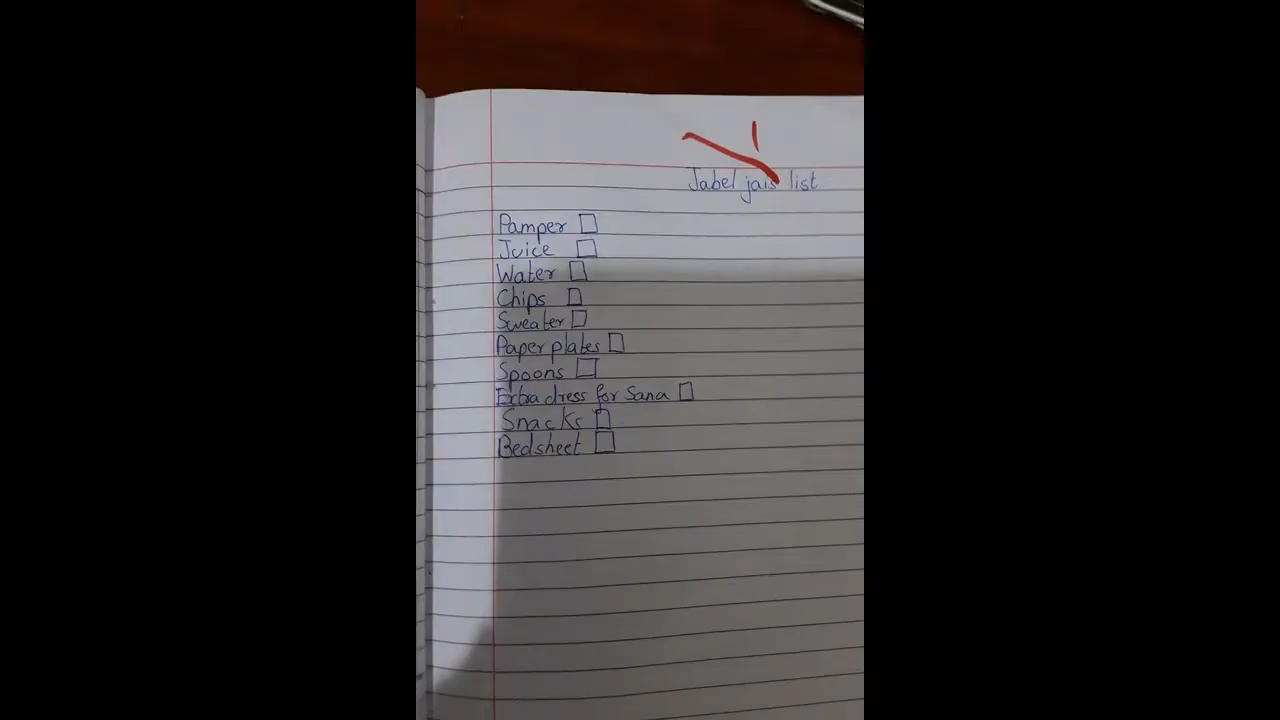 Jabel jais list
Pamper
Juice
Water
Chips
Sweater
Paper plates
Spoons
Extra dress for Sana
Snacks
Bedsheet